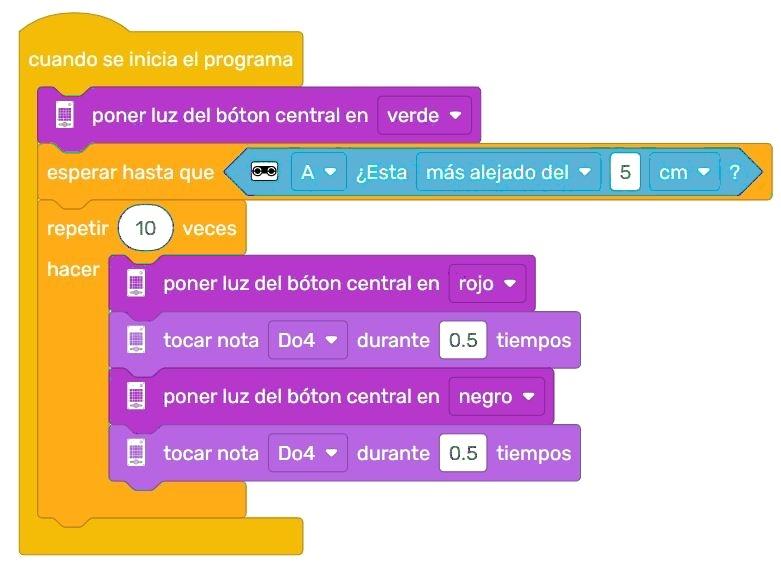 cuando se inicia el programa
poner luz del bóton central en verde
esperar hasta que A ¿Esta más alejado del 5 cm ?
repetir 10 veces
hacer
poner luz del bóton central en rojo
tocar nota Do4 durante 0.5 tiempos
poner luz del bóton central en negro
tocar nota Do4 durante 0.5 tiempos